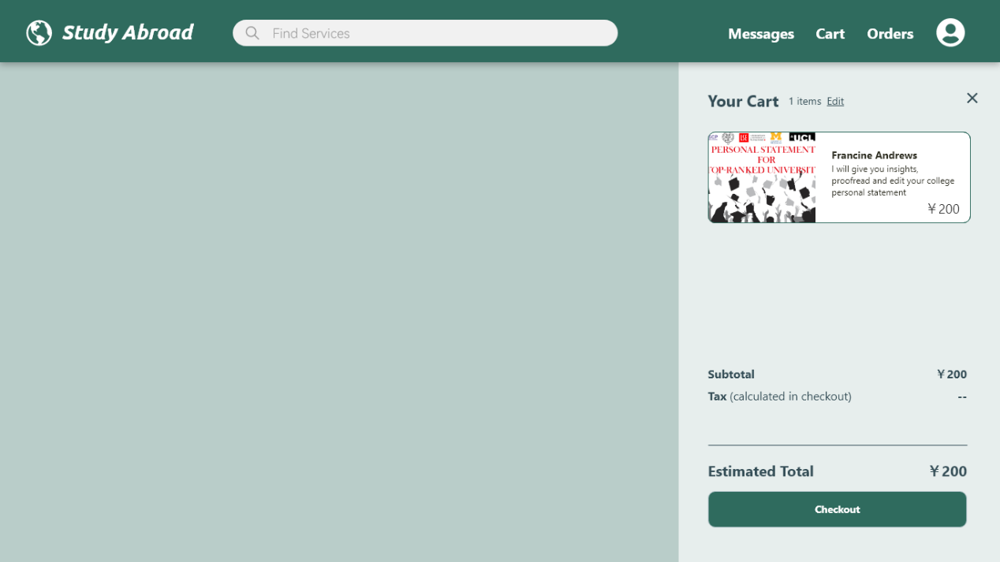 Study Abroad
Find Services
Messages
Cart
Orders
Your Cart
1 items
Edit
LSE
UCL
PERSONAL STATEMENT
FOR
TOP-RANKED UNIVERSIT
Francine Andrews
I will give you insights,
proofread and edit your college
personal statement
￥200
Subtotal
￥200
Tax (calculated in checkout)
--
Estimated Total
￥200
Checkout